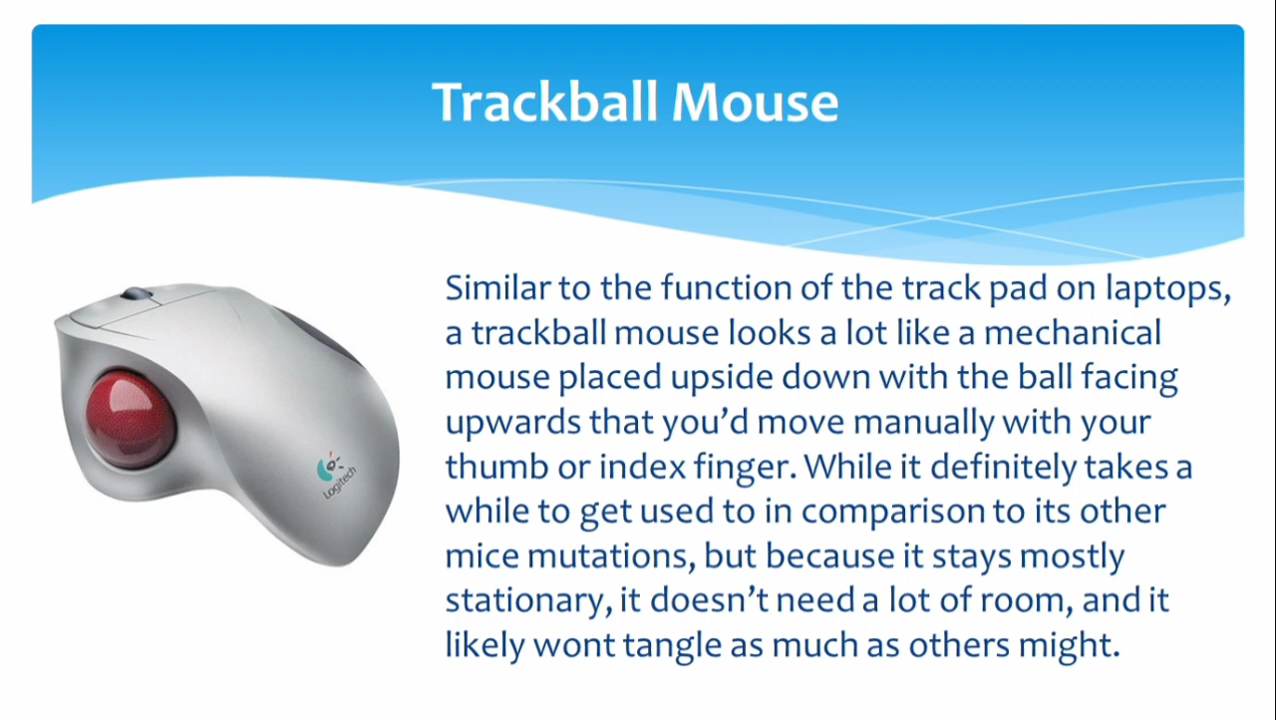 Trackball Mouse
Similar to the function of the track pad on laptops,
a trackball mouse looks a lot like a mechanical
mouse placed upside down with the ball facing
upwards that you’d move manually with your
thumb or index finger. While it definitely takes a
while to get used to in comparison to its other
mice mutations, but because it stays mostly
stationary, it doesn’t need a lot of room, and it
likely wont tangle as much as others might.
Logitech